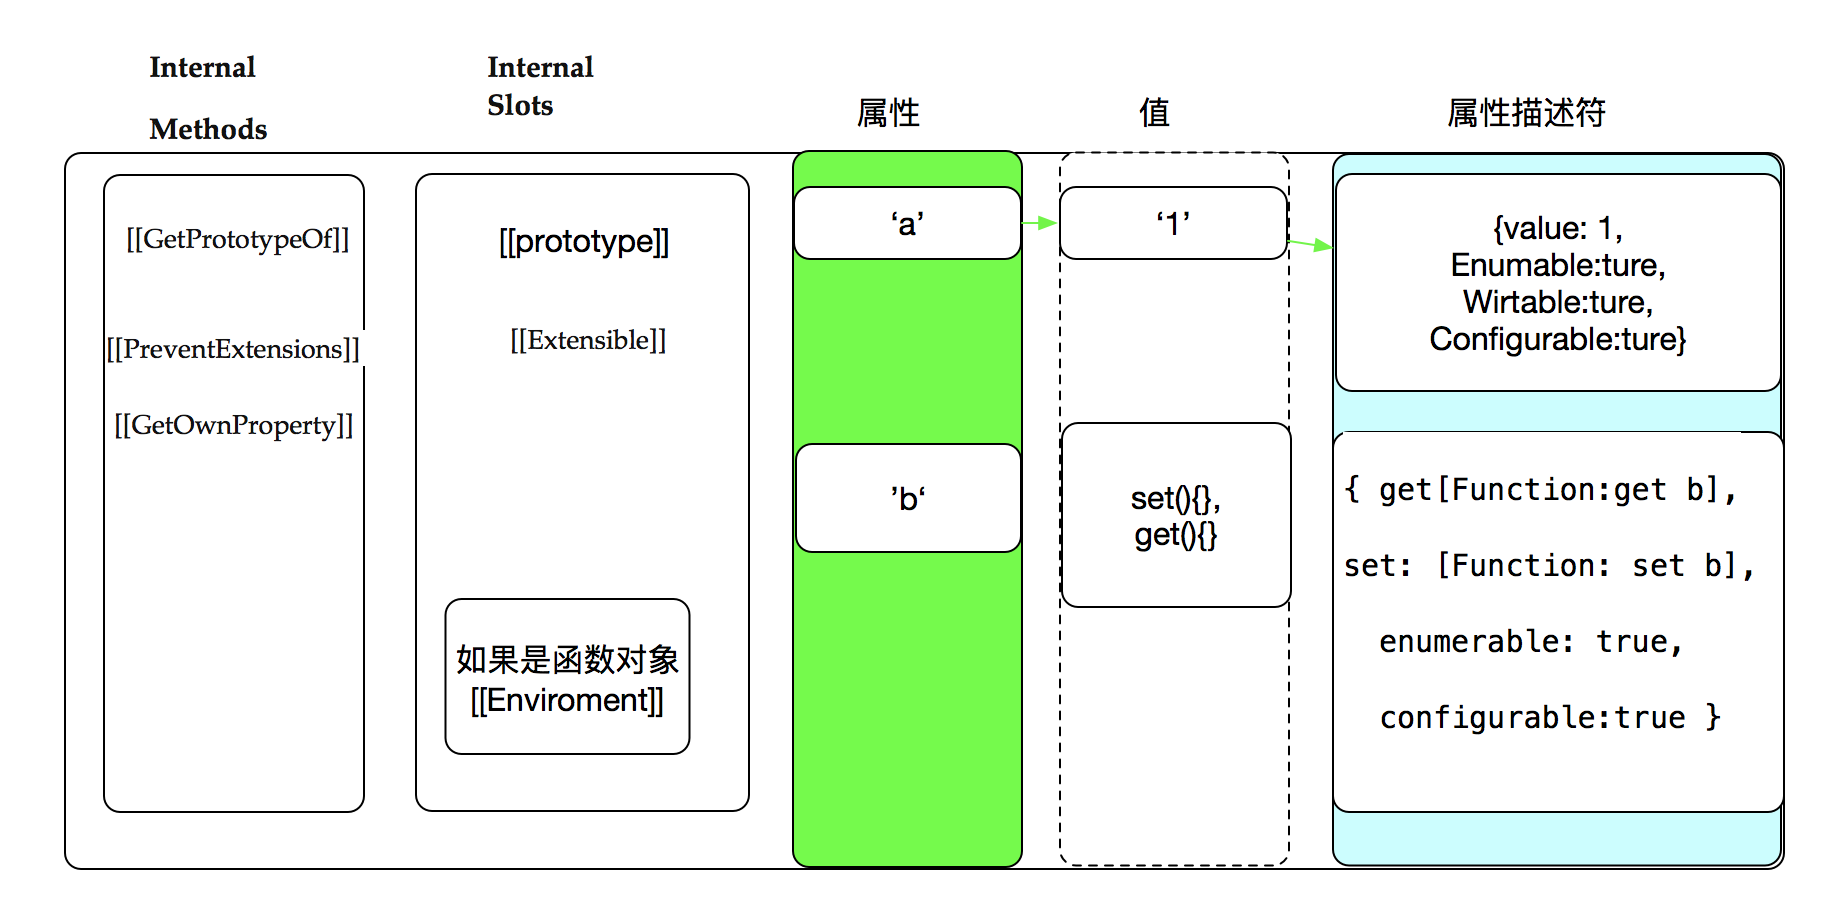 Internal
Methods
Internal
Slots
属性
值
属性描述符
[[GetPrototypeOf]]
[[PreventExtensions]]
[[GetOwnProperty]]
[[prototype]]
[[Extensible]]
如果是函数对象
[[Enviroment]]
‘a’
‘1’
{value: 1,
Enumable:ture,
Wirtable:ture,
Configurable:ture}
’b‘
set(){},
get(){}
{ get[Function:get b],
set: [Function: set b],
enumerable: true,
configurable:true }